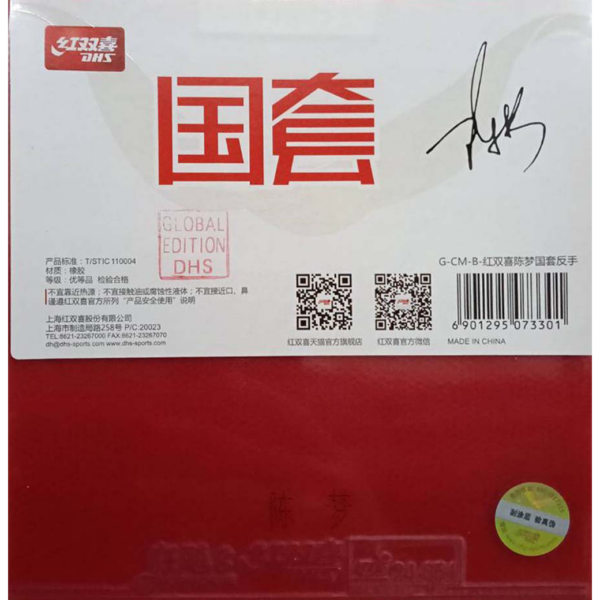 红双喜
DHS
国套
GLOBAL
EDITION
DHS
产品标准：T/STIC 110004
材质：橡胶
等级：优等品 检验合格
不宜靠近热源；不宜接触油或腐蚀性液体；不宜接近口、鼻
谨遵红双喜官方所列“产品安全使用”说明
上海红双喜股份有限公司
上海市制造局路258号 P/C:20023
TEL:8621-23267000 FAX:8621-23267070
dh@dhs-sports.com www.dhs-sports.com
红双喜天猫官方旗舰店
红双喜官方微信
G-CM-B-红双喜陈梦国套反手
6 901295 073301
MADE IN CHINA